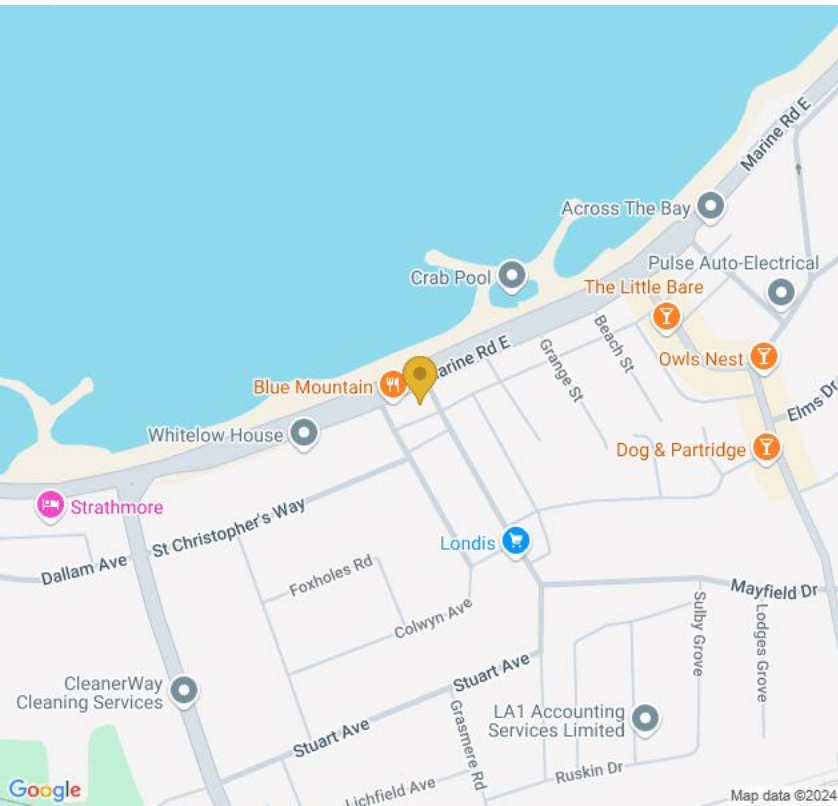 Marine Rd E
Across The Bay
Pulse Auto-Electrical
Crab Pool
The Little Bare
Marine Rd E
Beach St
Grange St
Owls Nest
Blue Mountain
Elms Dr
Whitelow House
Dog & Partridge
Strathmore
St Christopher's Way
Londis
Dallam Ave
Foxholes Rd
Mayfield Dr
Colwyn Ave
Sulby Grove
Lodges Grove
Stuart Ave
CleanerWay
Cleaning Services
Grasmere Rd
LA1 Accounting
Services Limited
Stuart Ave
Ruskin Dr
Lichfield Ave
Google
Map data ©2024